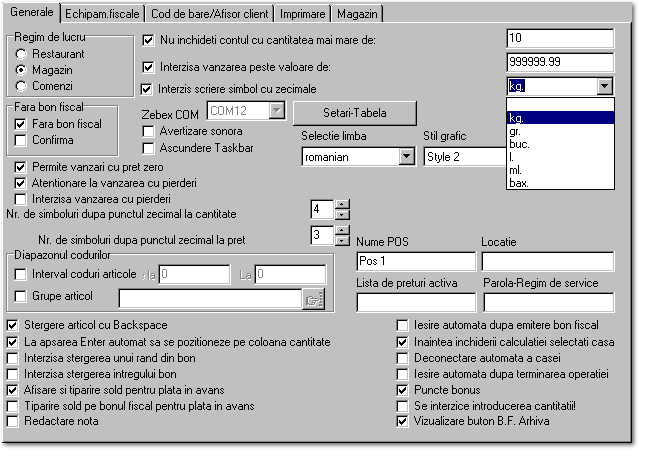 Generale Echipam.fiscale Cod de bare/Afisor client Imprimare Magazin
Regim de lucru
Restaurant
Magazin
Comenzi
Nu inchideti contul cu cantitatea mai mare de: 10
Interzisa vanzarea peste valoare de: 999999.99
Interzis scriere simbol cu zecimale kg.
kg.
gr.
buc.
l.
ml.
bax.
Fara bon fiscal
Fara bon fiscal
Confirma
Zebex COM COM12 Setari-Tabela
Avertizare sonora
Ascundere Taskbar
Selectie limba Stil grafic
romanian Style 2
Permite vanzari cu pret zero
Atentionare la vanzarea cu pierderi
Interzisa vanzarea cu pierderi
Nr. de simboluri dupa punctul zecimal la cantitate 4
Nr. de simboluri dupa punctul zecimal la pret 3
Diapazonul codurilor
Interval coduri articole - la 0 La 0
Grupe articol
Nume POS Locatie
Pos 1
Lista de preturi activa Parola-Regim de service
Stergere articol cu Backspace
La apsarea Enter automat sa se pozitioneze pe coloana cantitate
Interzisa stergerea unui rand din bon
Interzisa stergerea intregului bon
Afisare si tiparire sold pentru plata in avans
Tiparire sold pe bonul fiscal pentru plata in avans
Redactare nota
Iesire automata dupa emitere bon fiscal
Inaintea inchiderii calculatiei selectati casa
Deconectare automata a casei
Iesire automata dupa terminarea operatiei
Puncte bonus
Se interzice introducerea cantitatii!
Vizualizare buton B.F. Arhiva